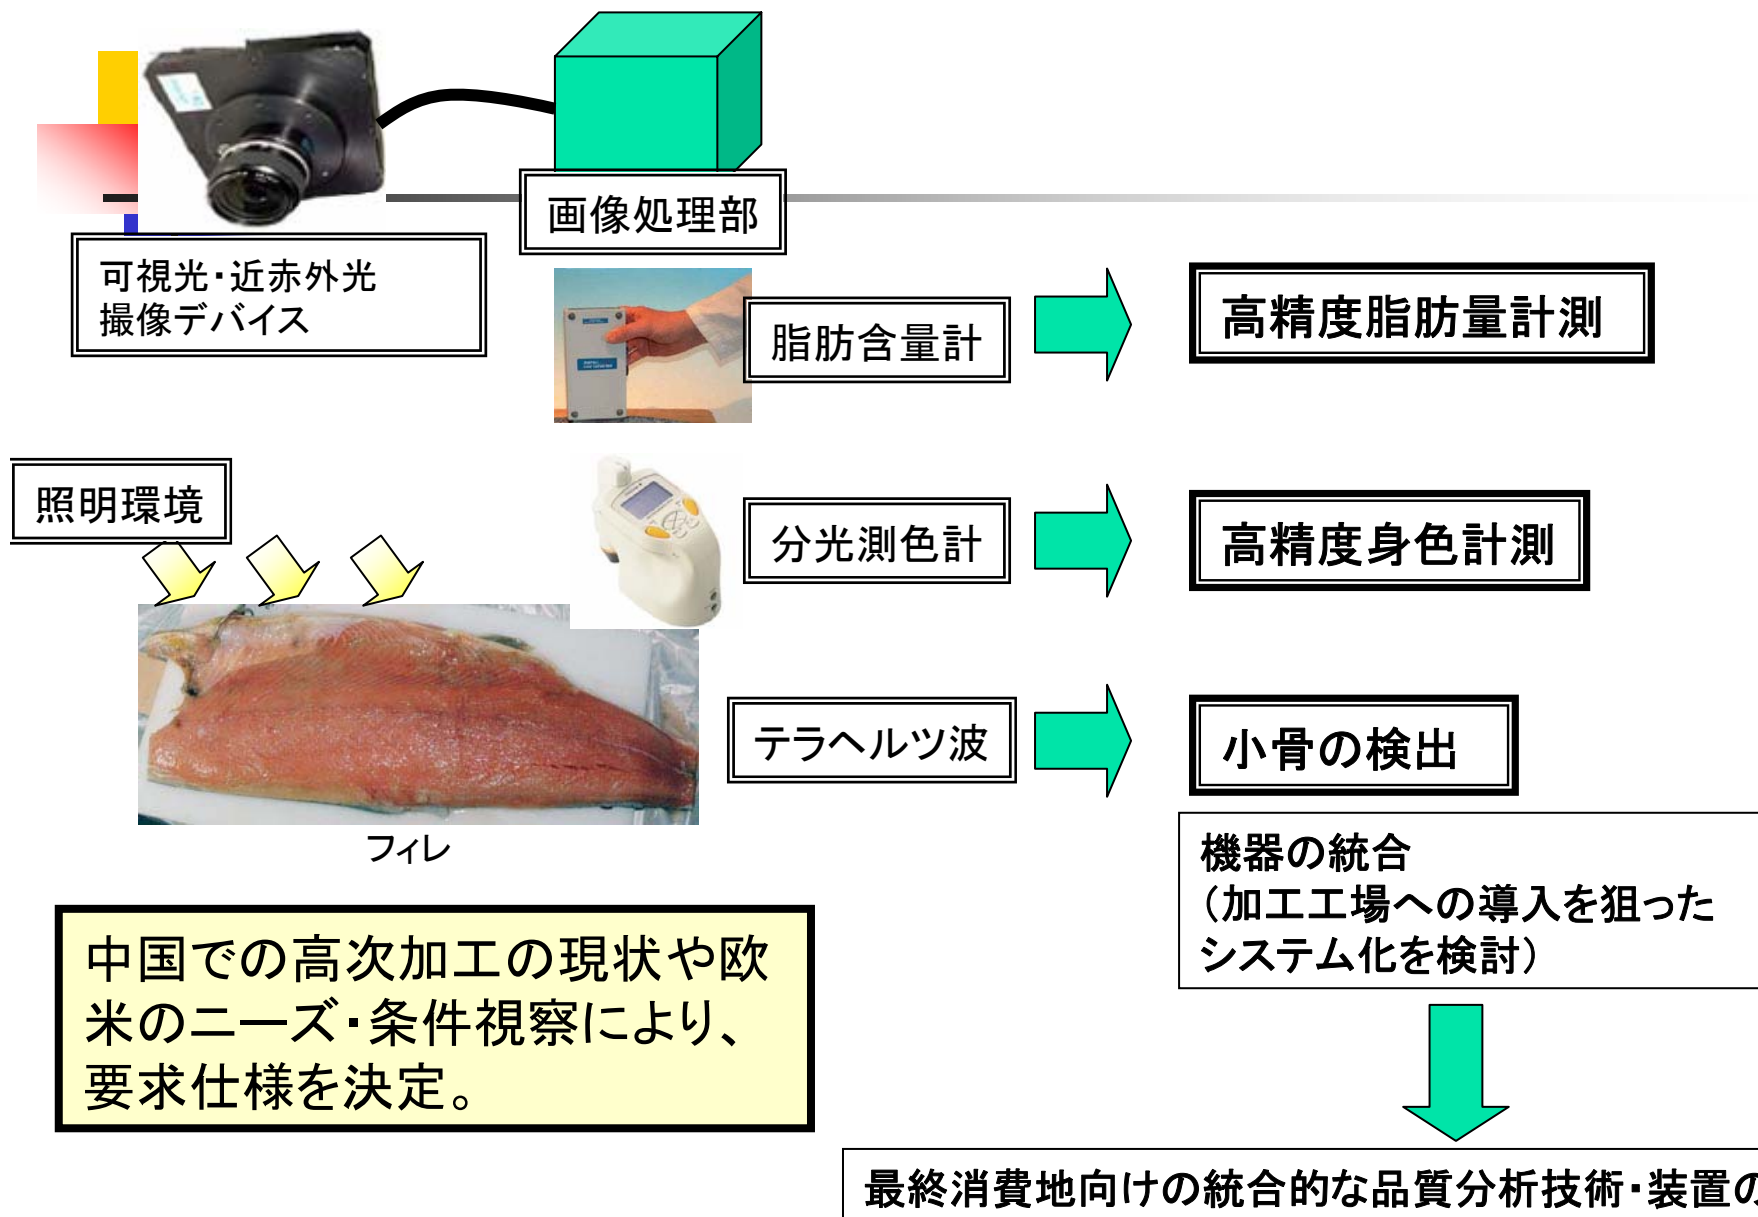 画像処理部
可視光・近赤外光
撮像デバイス
脂肪含量計
高精度脂肪量計測
照明環境
分光測色計
高精度身色計測
テラヘルツ波
小骨の検出
フィレ
機器の統合
（加工工場への導入を狙った
システム化を検討）
中国での高次加工の現状や欧
米のニーズ・条件視察により、
要求仕様を決定。
最終消費地向けの統合的な品質分析技術・装置の